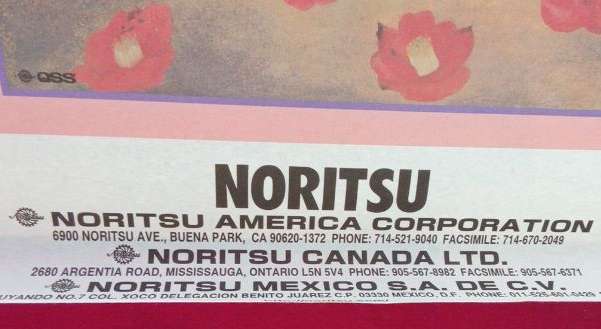 QSS
NORITSU
NORITSU AMERICA CORPORATION
6900 NORITSU AVE., BUENA PARK, CA 90620-1372 PHONE: 714-521-9040 FACSIMILE: 714-670-2049
NORITSU CANADA LTD.
2680 ARGENTIA ROAD, MISSISSAUGA, ONTARIO L5N 5V4 PHONE: 905-567-8982 FACSIMILE: 905-567-6371
NORITSU MEXICO S.A. DE C.V.
UYANDO NO.7 COL. XOCO DELEGACION BENITO JUAREZ C.P. 03330 MEXICO, D.F. PHONE: